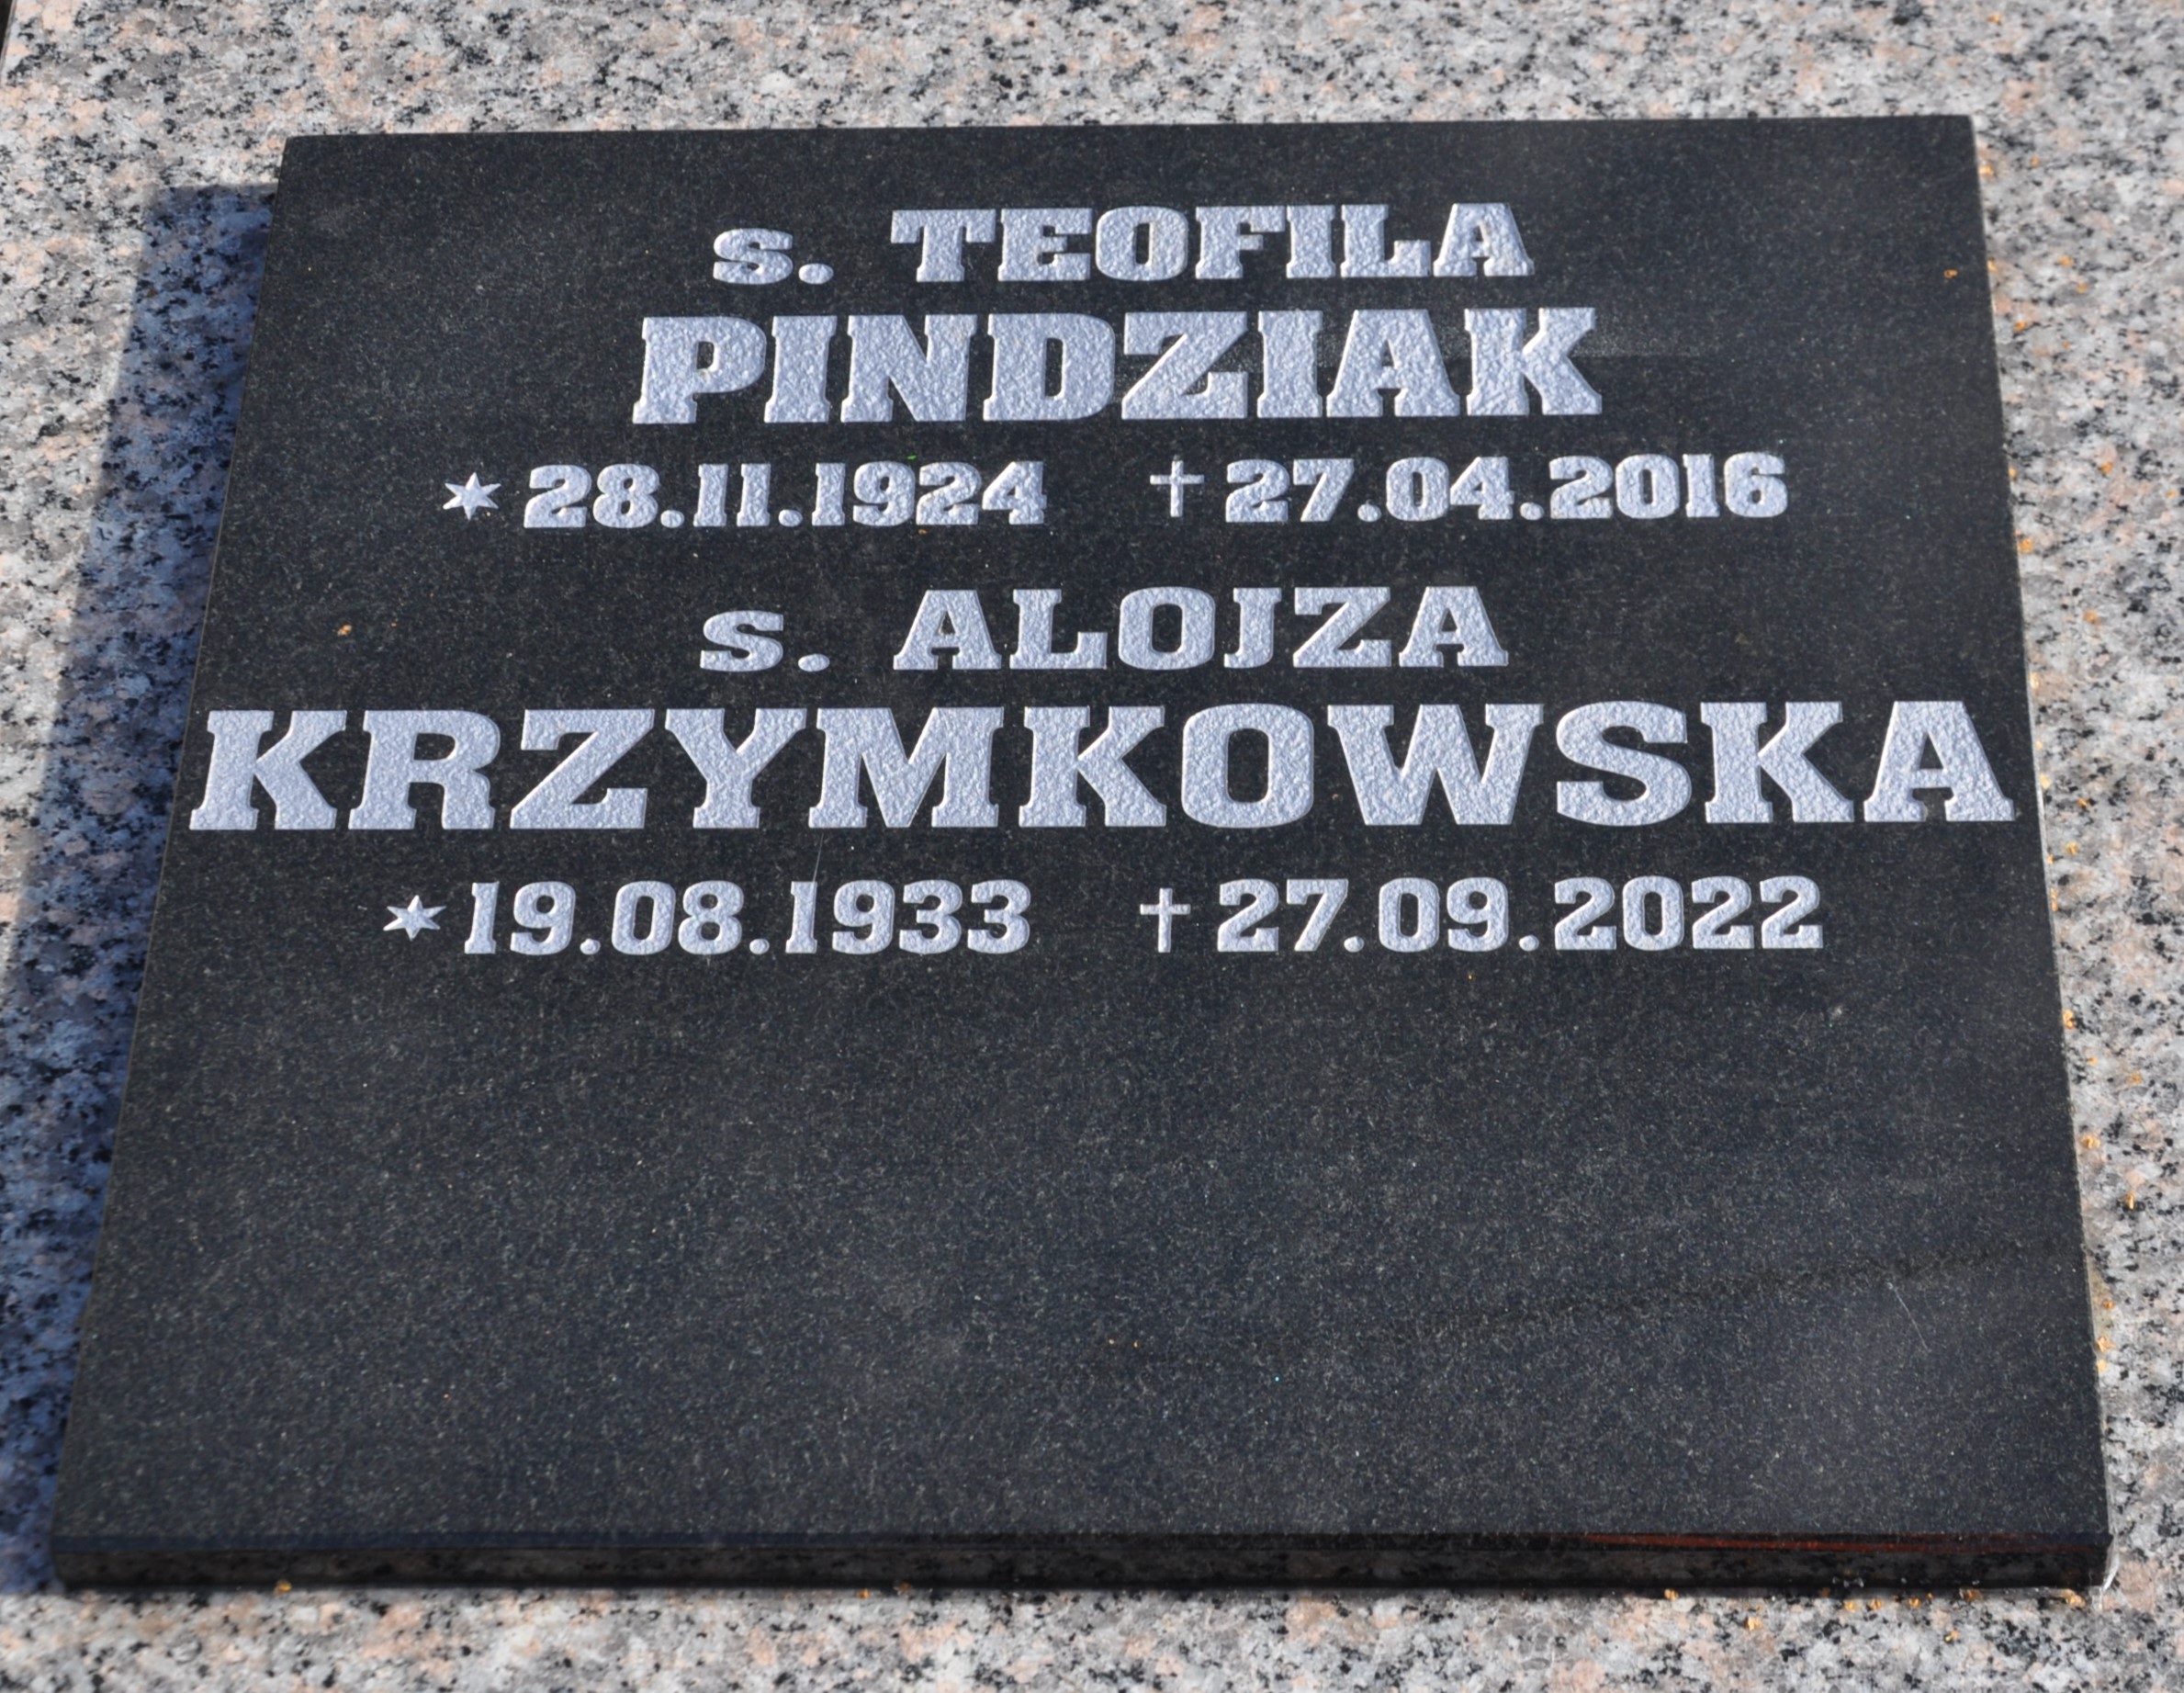 s. TEOFILA
PINDZIAK
*28.11.1924 †27.04.2016
s. ALOJZA
KRZYMKOWSKA
*19.08.1933 †27.09.2022